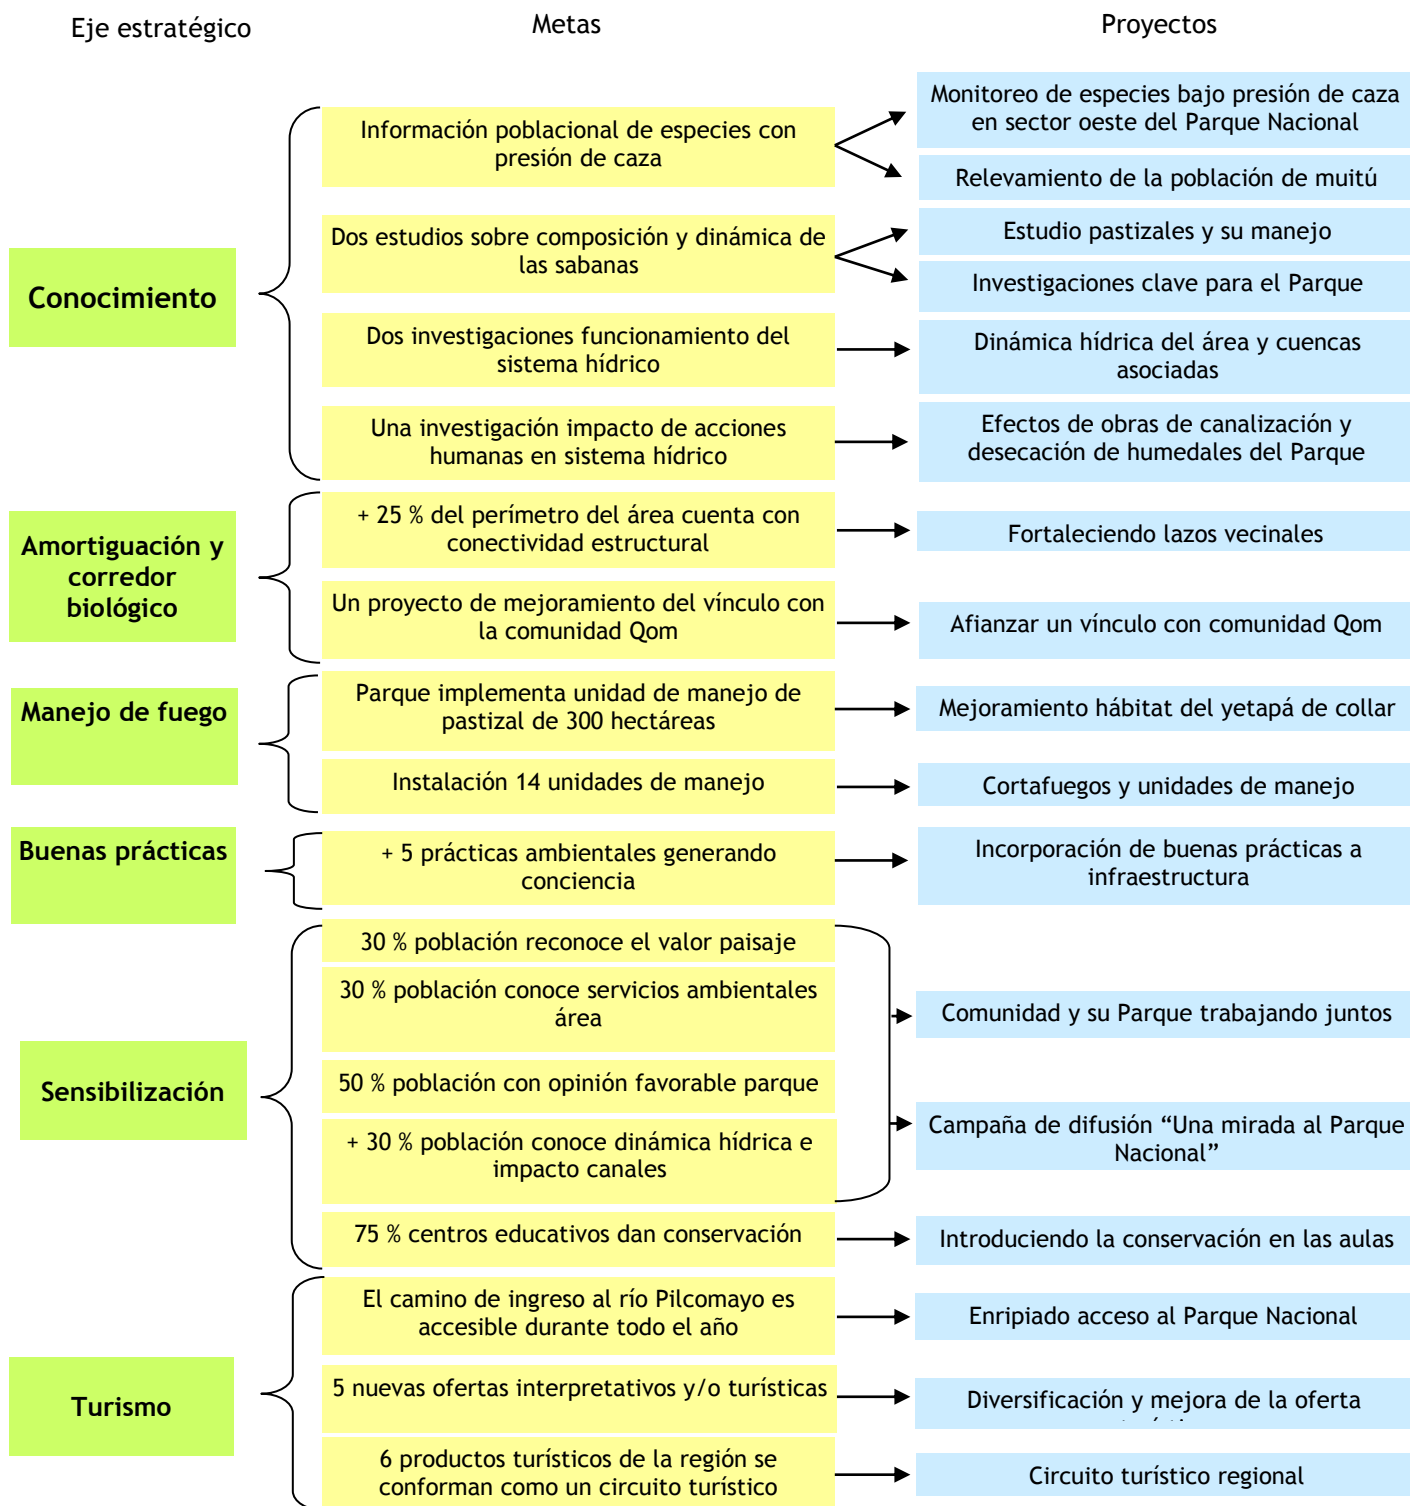 Eje estratégico
Metas
Proyectos
Conocimiento
Información poblacional de especies con
presión de caza
Monitoreo de especies bajo presión de caza
en sector oeste del Parque Nacional
Relevamiento de la población de muitú
Dos estudios sobre composición y dinámica de
las sabanas
Estudio pastizales y su manejo
Investigaciones clave para el Parque
Dos investigaciones funcionamiento del
sistema hídrico
Dinámica hídrica del área y cuencas
asociadas
Una investigación impacto de acciones
humanas en sistema hídrico
Efectos de obras de canalización y
desecación de humedales del Parque
Amortiguación y
corredor
biológico
+ 25 % del perímetro del área cuenta con
conectividad estructural
Fortaleciendo lazos vecinales
Un proyecto de mejoramiento del vínculo con
la comunidad Qom
Afianzar un vínculo con comunidad Qom
Manejo de fuego
Parque implementa unidad de manejo de
pastizal de 300 hectáreas
Mejoramiento hábitat del yetapá de collar
Instalación 14 unidades de manejo
Cortafuegos y unidades de manejo
Buenas prácticas
+ 5 prácticas ambientales generando
conciencia
Incorporación de buenas prácticas a
infraestructura
Sensibilización
30 % población reconoce el valor paisaje
30 % población conoce servicios ambientales
área
50 % población con opinión favorable parque
+ 30 % población conoce dinámica hídrica e
impacto canales
Comunidad y su Parque trabajando juntos
Campaña de difusión “Una mirada al Parque
Nacional”
75 % centros educativos dan conservación
Introduciendo la conservación en las aulas
Turismo
El camino de ingreso al río Pilcomayo es
accesible durante todo el año
Enripiado acceso al Parque Nacional
5 nuevas ofertas interpretativos y/o turísticas
Diversificación y mejora de la oferta
6 productos turísticos de la región se
conforman como un circuito turístico
Circuito turístico regional